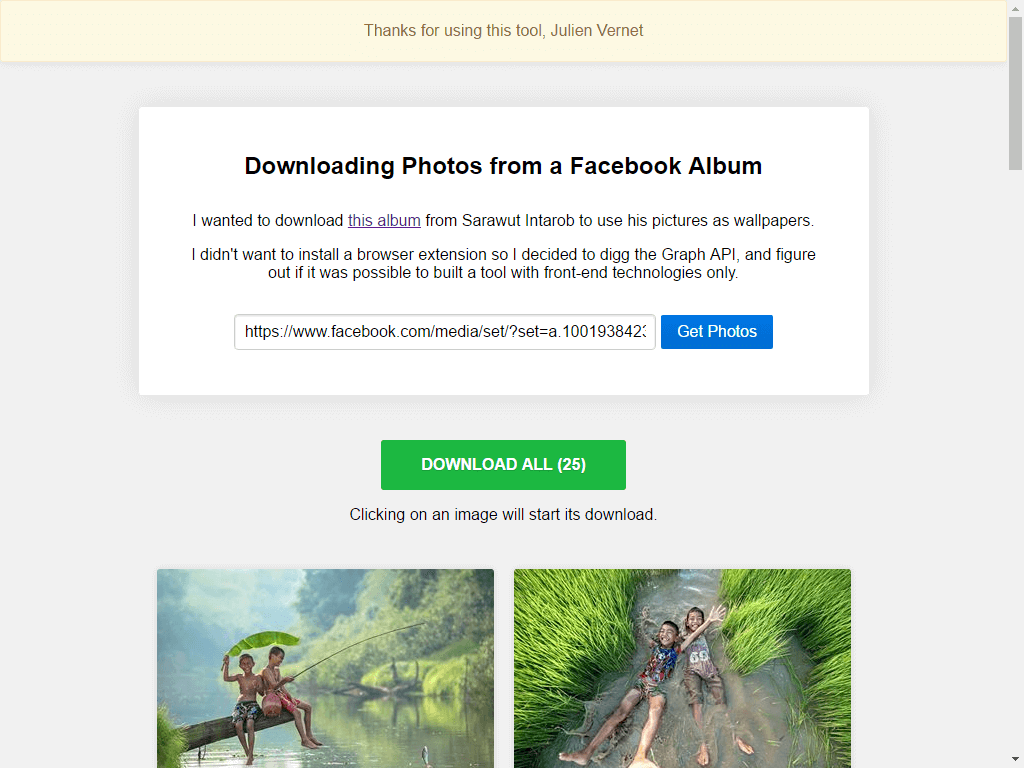 Thanks for using this tool, Julien Vernet
Downloading Photos from a Facebook Album
I wanted to download this album from Sarawut Intarob to use his pictures as wallpapers.
I didn't want to install a browser extension so I decided to digg the Graph API, and figure
out if it was possible to built a tool with front-end technologies only.
https://www.facebook.com/media/set/?set=a.100193842 Get Photos
DOWNLOAD ALL (25)
Clicking on an image will start its download.